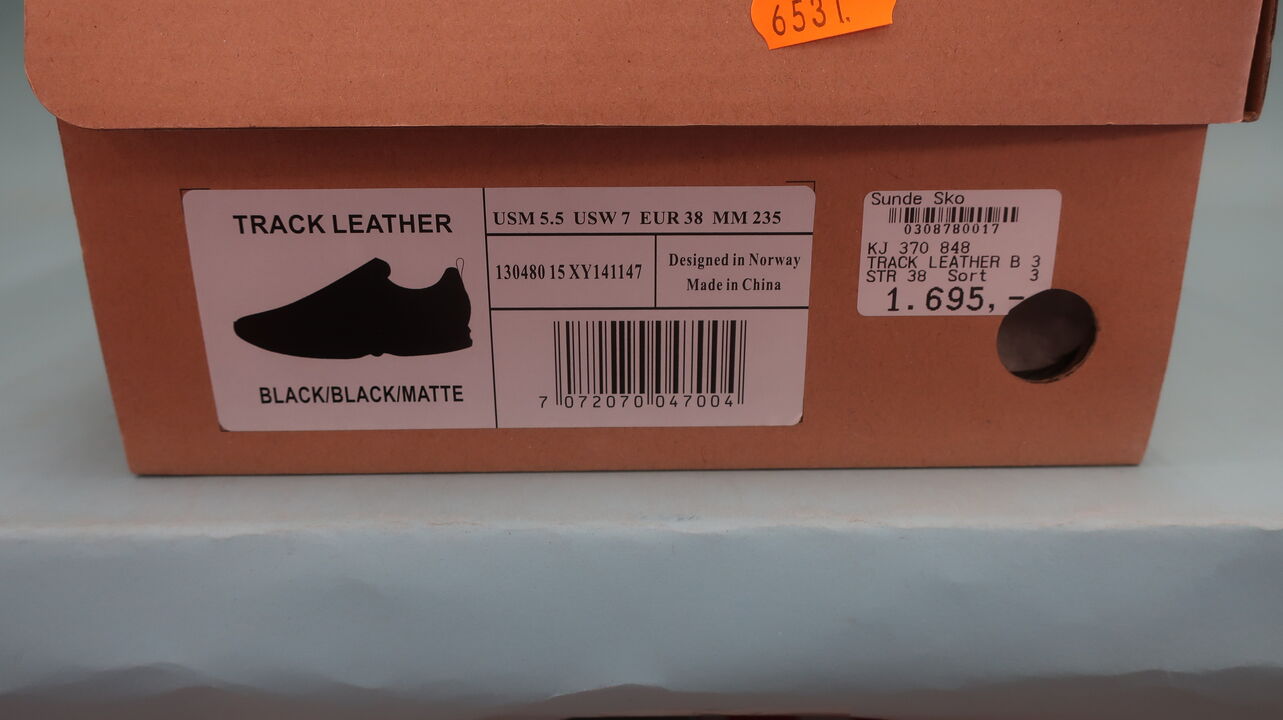 6531.
TRACK LEATHER
BLACK/BLACK/MATTE
USM 5.5 USW 7 EUR 38 MM 235
130480 15 XY141147
Designed in Norway
Made in China
7 072070 047004
Sunde Sko
0308780017
KJ 370 848
TRACK LEATHER B 3
STR 38 Sort 3
1.695,-